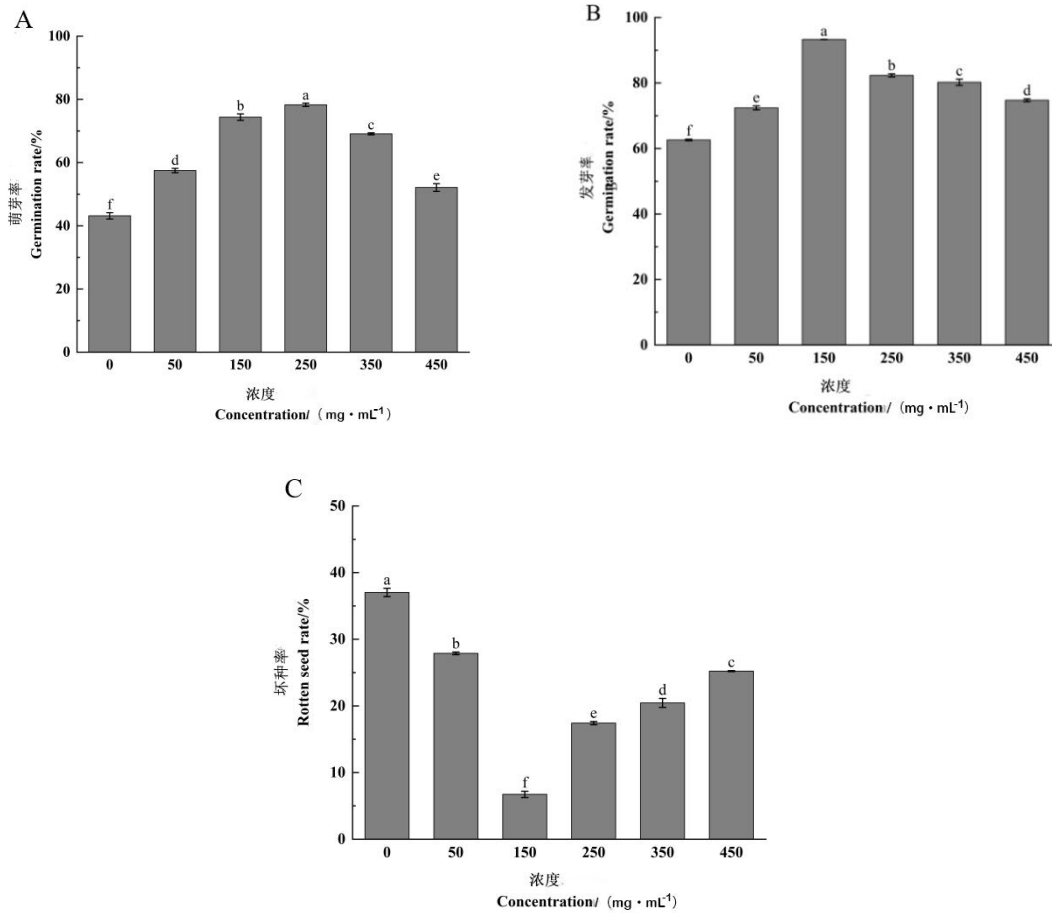 A
100
80
60
40
20
0
萌芽率
Germination rate/%
f
d
b
a
c
e
0 50 150 250 350 450
浓度
Concentration/（mg·mL-1）
B
100
80
60
40
20
0
发芽率
Germination rate/%
f
e
a
b
c
d
0 50 150 250 350 450
浓度
Concentration/（mg·mL-1）
C
50
40
30
20
10
0
坏种率
Rotten seed rate/%
a
b
f
e
d
c
0 50 150 250 350 450
浓度
Concentration/（mg·mL-1）